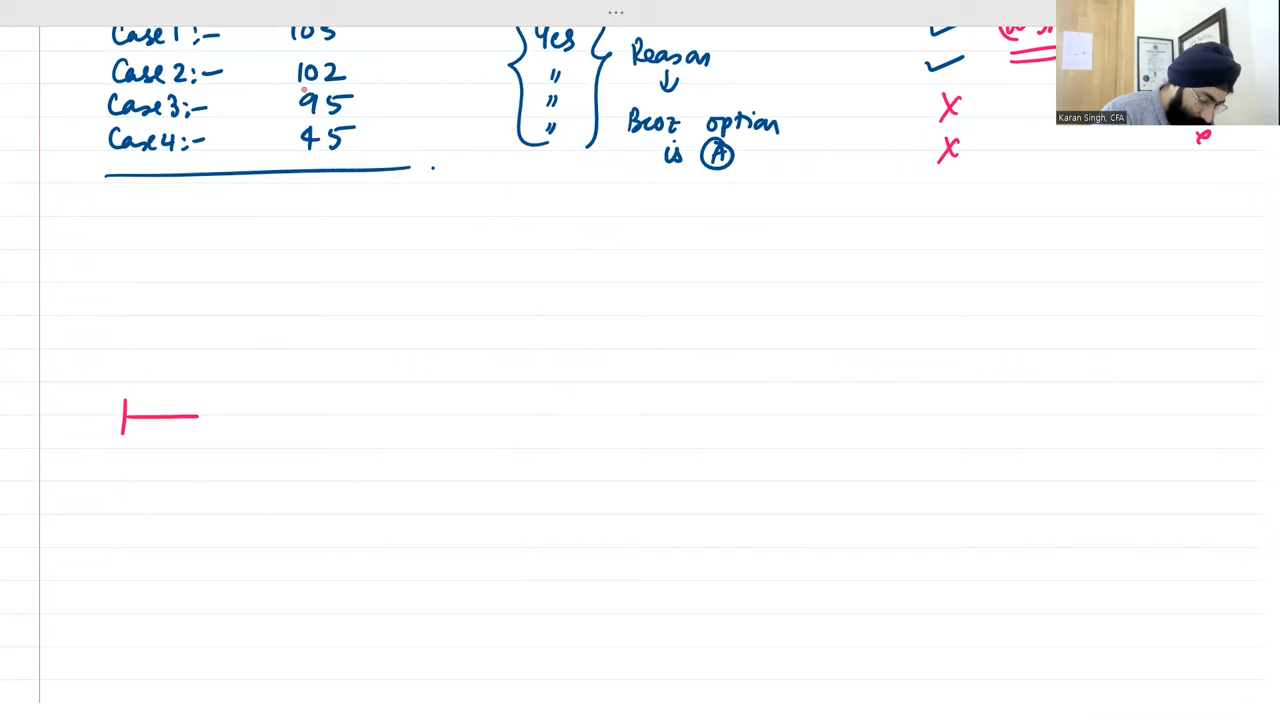 Case 1 :- 105 Yes
Case 2 :- 102 "
Case 3 :- 95 "
Case 4 :- 45 "
Reason
Bcoz option
is A
Karan Singh, CFA